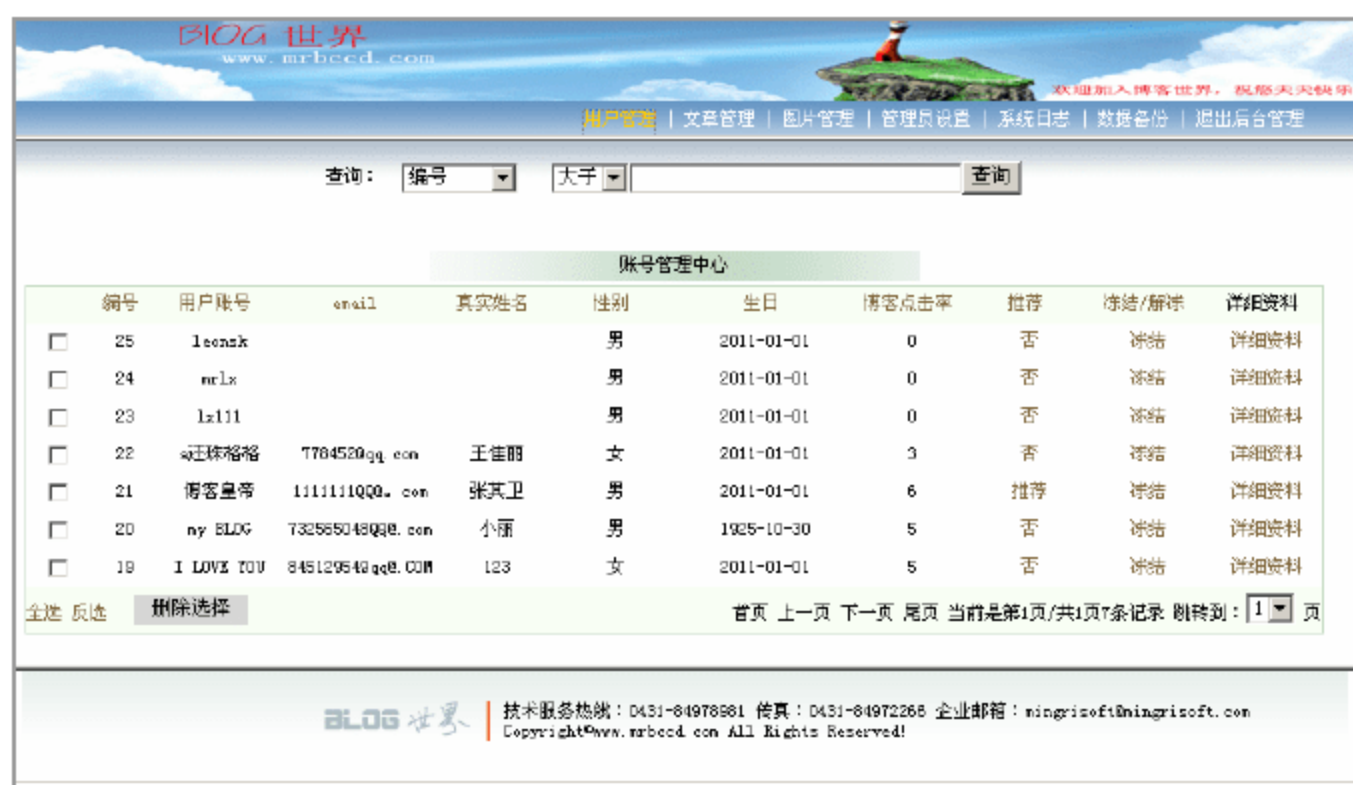 BlOG 世界
www.mrbccd.com
欢迎加入博客世界，祝您天天快乐
用户管理 | 文章管理 | 图片管理 | 管理员设置 | 系统日志 | 数据备份 | 退出后台管理
查询： 编号 大于 查询
账号管理中心
编号 用户账号 email 真实姓名 性别 生日 博客点击率 推荐 冻结/解冻 详细资料
25 leonsk 男 2011-01-01 0 否 冻结 详细资料
24 mrlx 男 2011-01-01 0 否 冻结 详细资料
23 lz111 男 2011-01-01 0 否 冻结 详细资料
22 还珠格格 778452@qq.com 王佳丽 女 2011-01-01 3 否 冻结 详细资料
21 博客皇帝 男 2011-01-01 6 推荐 冻结 详细资料
20 my BLOG 732565048QQ@.com 小丽 男 1925-10-30 5 否 冻结 详细资料
19 I LOVE YOU 845129549qq@.COM 123 女 2011-01-01 5 否 冻结 详细资料
全选 反选 删除选择 首页 上一页 下一页 尾页 当前是第1页/共1页7条记录 跳转到：1 页
BLOG 世界
技术服务热线：0431-84978981 传真：0431-84972266 企业邮箱：mingrisoft@mingrisoft.com
Copyright©www.mrbccd.com All Rights Reserved!